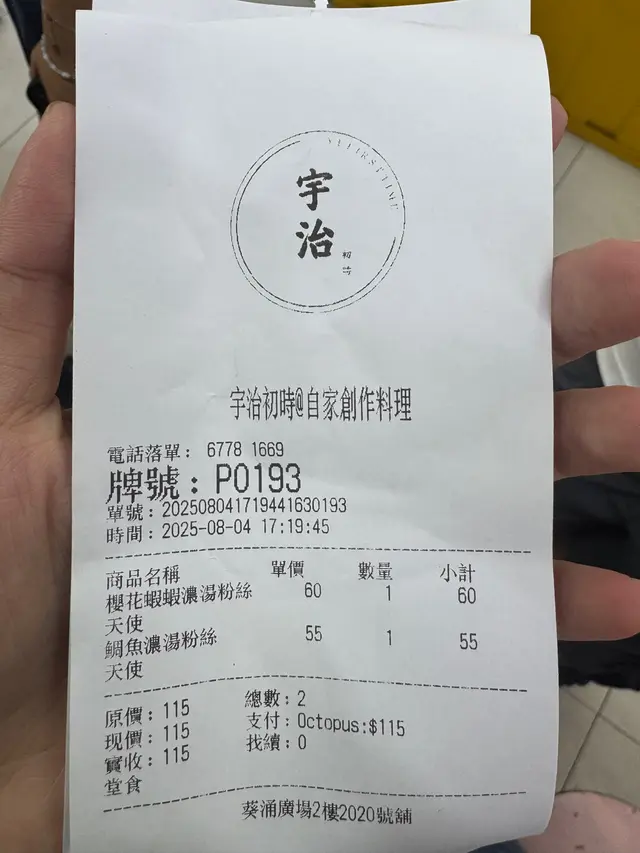 YUJIFIRSTTIME
宇治
初時
宇治初時@自家創作料理
電話落單: 6778 1669
牌號: P0193
單號: 202508041719441630193
時間: 2025-08-04 17:19:45
商品名稱 單價 數量 小計
櫻花蝦蝦濃湯粉絲 60 1 60
天使
鯛魚濃湯粉絲 55 1 55
天使
原價: 115 總數: 2
现價: 115 支付: Octopus:$115
實收: 115 找續: 0
堂食
葵涌廣場2樓2020號舖